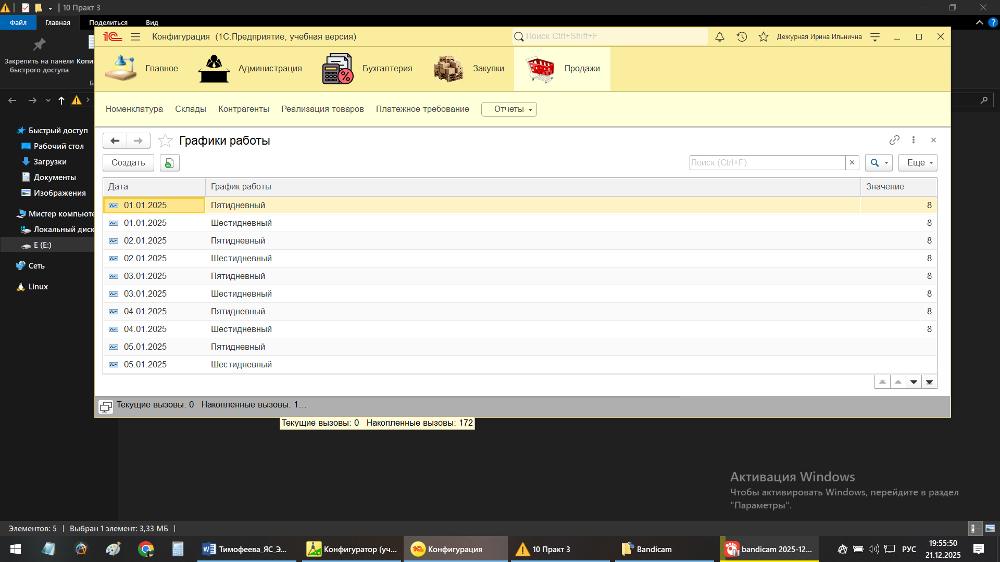 10 Практ 3
Файл
Главная
Поделиться
Вид
Закрепить на панели
быстрого доступа
1С
Конфигурация (1С:Предприятие, учебная версия)
Поиск Ctrl+Shift+F
Дежурная Ирина Ильнична
Главное
Администрация
Бухгалтерия
Закупки
Продажи
Номенклатура
Склады
Контрагенты
Реализация товаров
Платежное требование
Отчеты
Быстрый доступ
Рабочий стол
Загрузки
Документы
Изображения
Мистер компьюте
Локальный диск
E (E:)
Сеть
Linux
Графики работы
Создать
Поиск (Ctrl+F)
Еще
Дата График работы Значение
01.01.2025 Пятидневный 8
01.01.2025 Шестидневный 8
02.01.2025 Пятидневный 8
02.01.2025 Шестидневный 8
03.01.2025 Пятидневный 8
03.01.2025 Шестидневный 8
04.01.2025 Пятидневный 8
04.01.2025 Шестидневный 8
05.01.2025 Пятидневный
05.01.2025 Шестидневный
Текущие вызовы: 0 Накопленные вызовы: 1...
Текущие вызовы: 0 Накопленные вызовы: 172
Активация Windows
Чтобы активировать Windows, перейдите в раздел
"Параметры".
Элементов: 5
Выбран 1 элемент: 3,33 МБ
Тимофеева_ЯС_Э...
Конфигуратор (уч...
Конфигурация
10 Практ 3
Bandicam
bandicam 2025-12...
РУС
19:55:50
21.12.2025